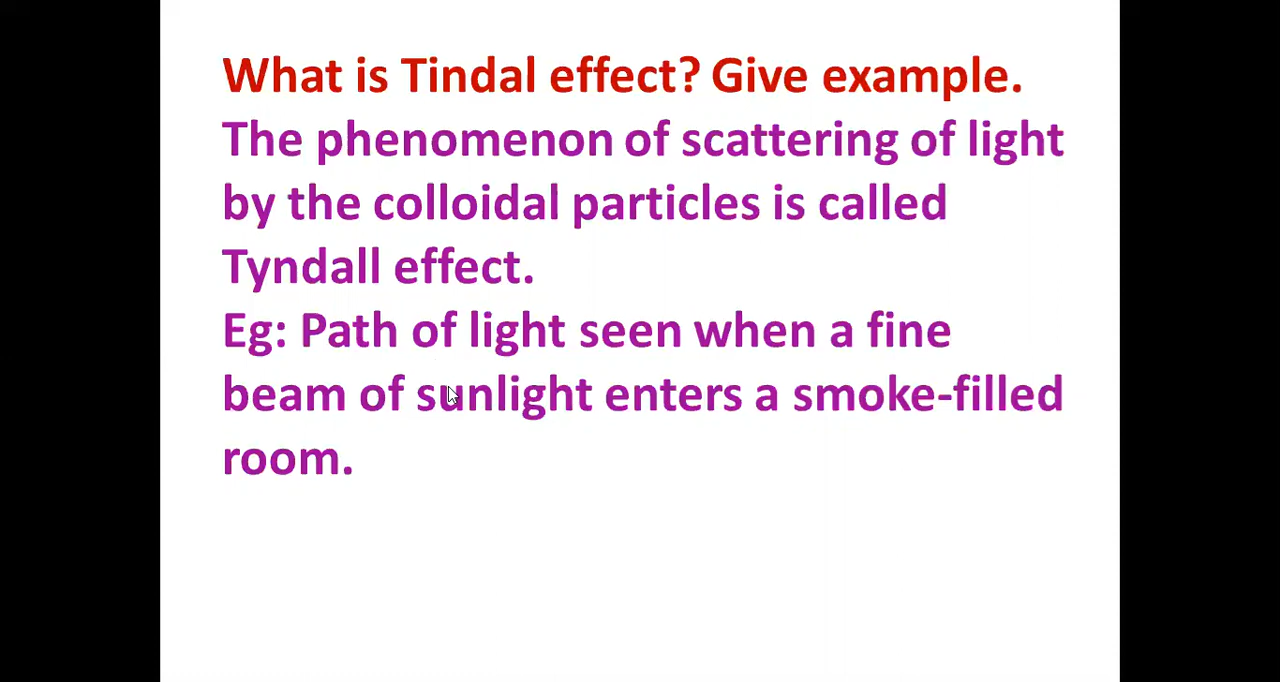 What is Tindal effect? Give example.
The phenomenon of scattering of light
by the colloidal particles is called
Tyndall effect.
Eg: Path of light seen when a fine
beam of sunlight enters a smoke-filled
room.